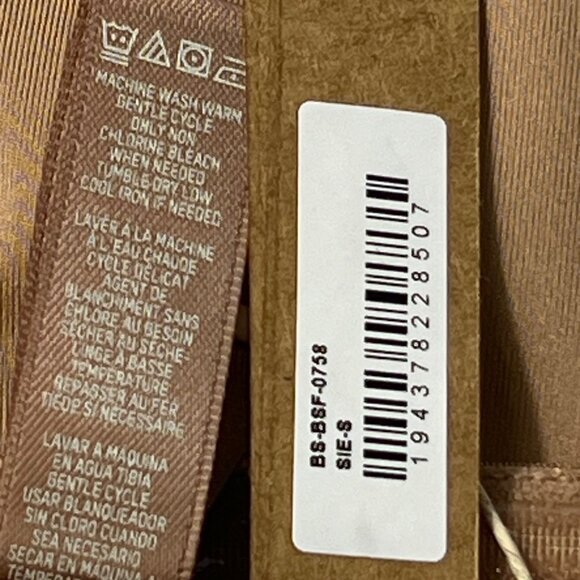 MACHINE WASH WARM
GENTLE CYCLE
ONLY NON
CHLORINE BLEACH
WHEN NEEDED
TUMBLE DRY LOW
COOL IRON IF NEEDED
LAVER À LA MACHINE
À L'EAU CHAUDE
CYCLE DÉLICAT
AGENT DE
BLANCHIMENT SANS
CHLORE AU BESOIN
SÉCHER AU SÈCHE-
LINGE À BASSE
TEMPÉRATURE
REPASSER AU FER
TIÈDE SI NÉCESSAIRE
LAVAR A MÁQUINA
EN AGUA TIBIA
GENTLE CYCLE
USAR BLANQUEADOR
SIN CLORO CUANDO
SEA NECESARIO
SECAR EN MAQUINA A
TEMPERATURA
BS-BSF-0758
SIE-S
194378228507